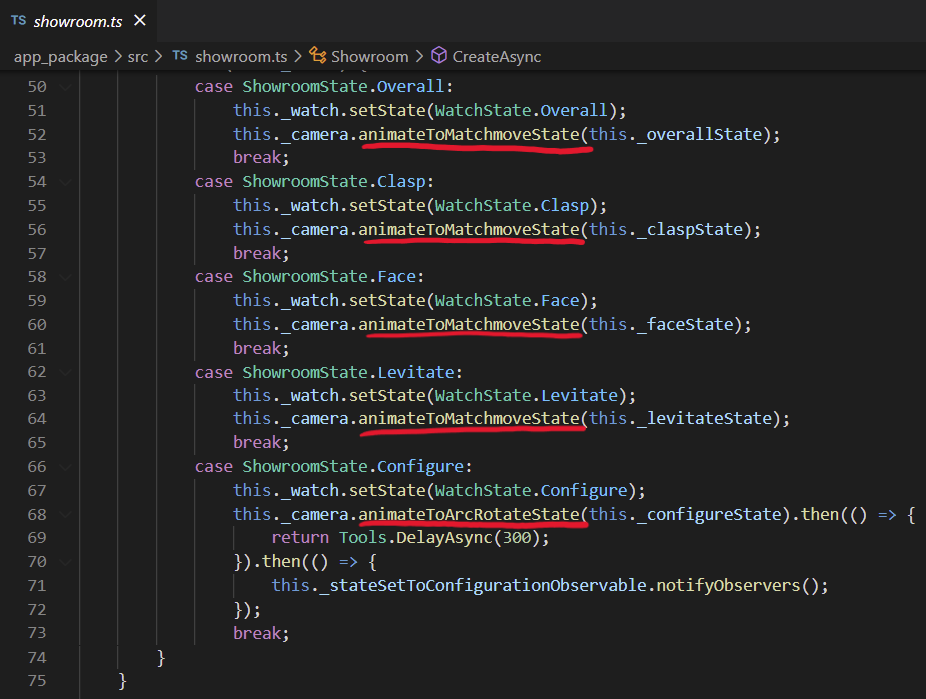 TS showroom.ts ×
app_package > src > TS showroom.ts > Showroom > CreateAsync
50 case ShowroomState.Overall:
51 this._watch.setState(WatchState.Overall);
52 this._camera.animateToMatchmoveState(this._overallState);
53 break;
54 case ShowroomState.Clasp:
55 this._watch.setState(WatchState.Clasp);
56 this._camera.animateToMatchmoveState(this._claspState);
57 break;
58 case ShowroomState.Face:
59 this._watch.setState(WatchState.Face);
60 this._camera.animateToMatchmoveState(this._faceState);
61 break;
62 case ShowroomState.Levitate:
63 this._watch.setState(WatchState.Levitate);
64 this._camera.animateToMatchmoveState(this._levitateState);
65 break;
66 case ShowroomState.Configure:
67 this._watch.setState(WatchState.Configure);
68 this._camera.animateToArcRotateState(this._configureState).then(() => {
69 return Tools.DelayAsync(300);
70 }).then(() => {
71 this._stateSetToConfigurationObservable.notifyObservers();
72 });
73 break;
74 }
75 }